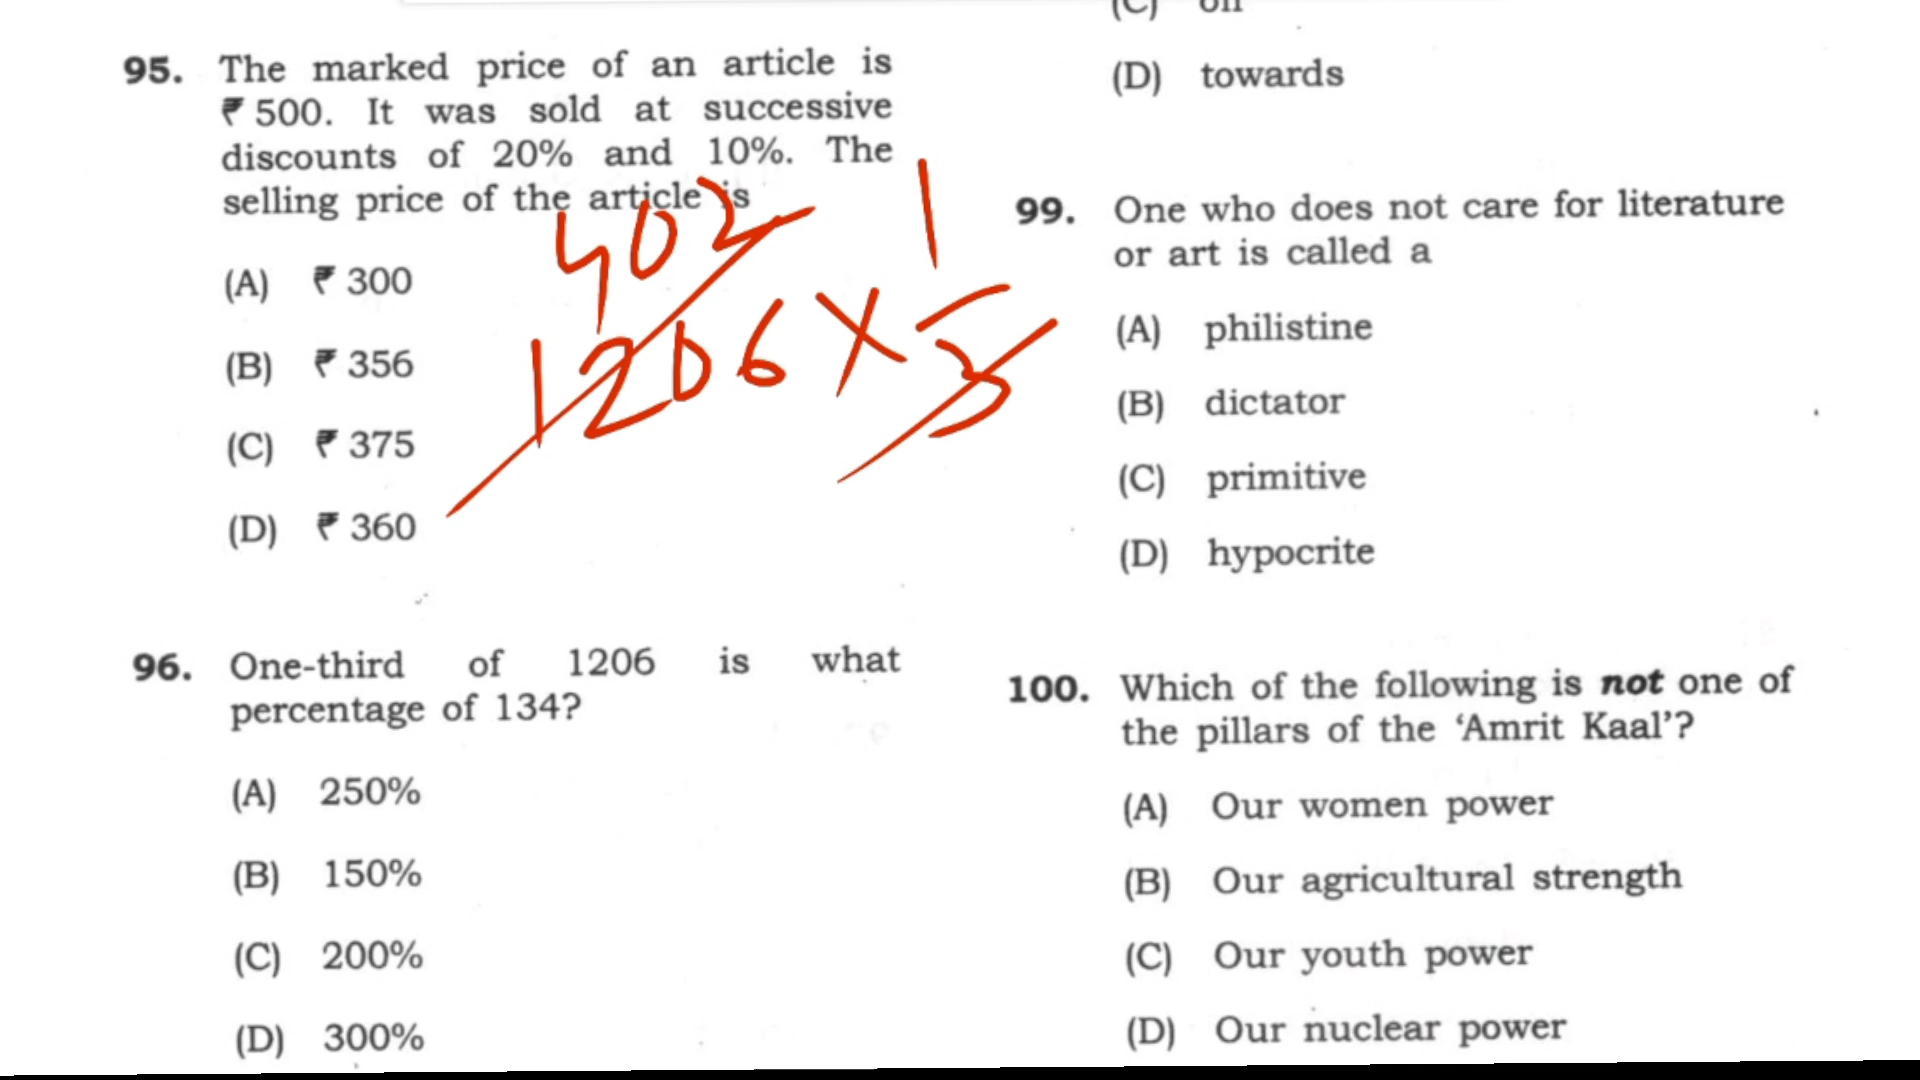 95. The marked price of an article is
₹ 500. It was sold at successive
discounts of 20% and 10%. The
selling price of the article is
(A) ₹ 300
(B) ₹ 356
(C) ₹ 375
(D) ₹ 360
402
1206 × 1
3
96. One-third of 1206 is what
percentage of 134?
(A) 250%
(B) 150%
(C) 200%
(D) 300%
(D) towards
99. One who does not care for literature
or art is called a
(A) philistine
(B) dictator
(C) primitive
(D) hypocrite
100. Which of the following is not one of
the pillars of the ‘Amrit Kaal’?
(A) Our women power
(B) Our agricultural strength
(C) Our youth power
(D) Our nuclear power